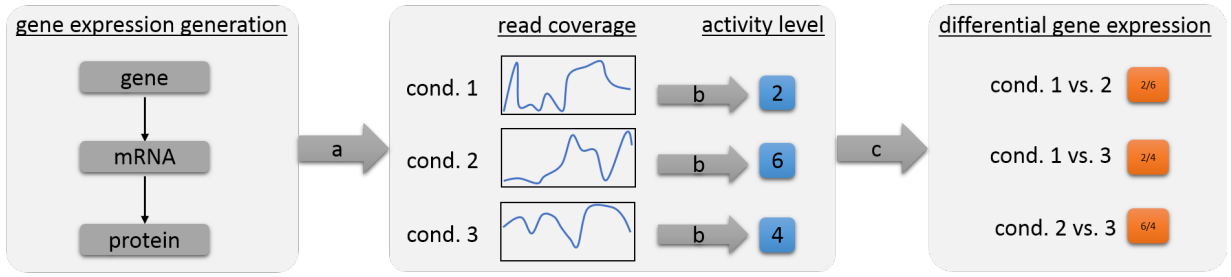 gene expression generation
gene
mRNA
protein
a
read coverage
activity level
cond. 1
b
2
cond. 2
b
6
cond. 3
b
4
c
differential gene expression
cond. 1 vs. 2
2/6
cond. 1 vs. 3
2/4
cond. 2 vs. 3
6/4